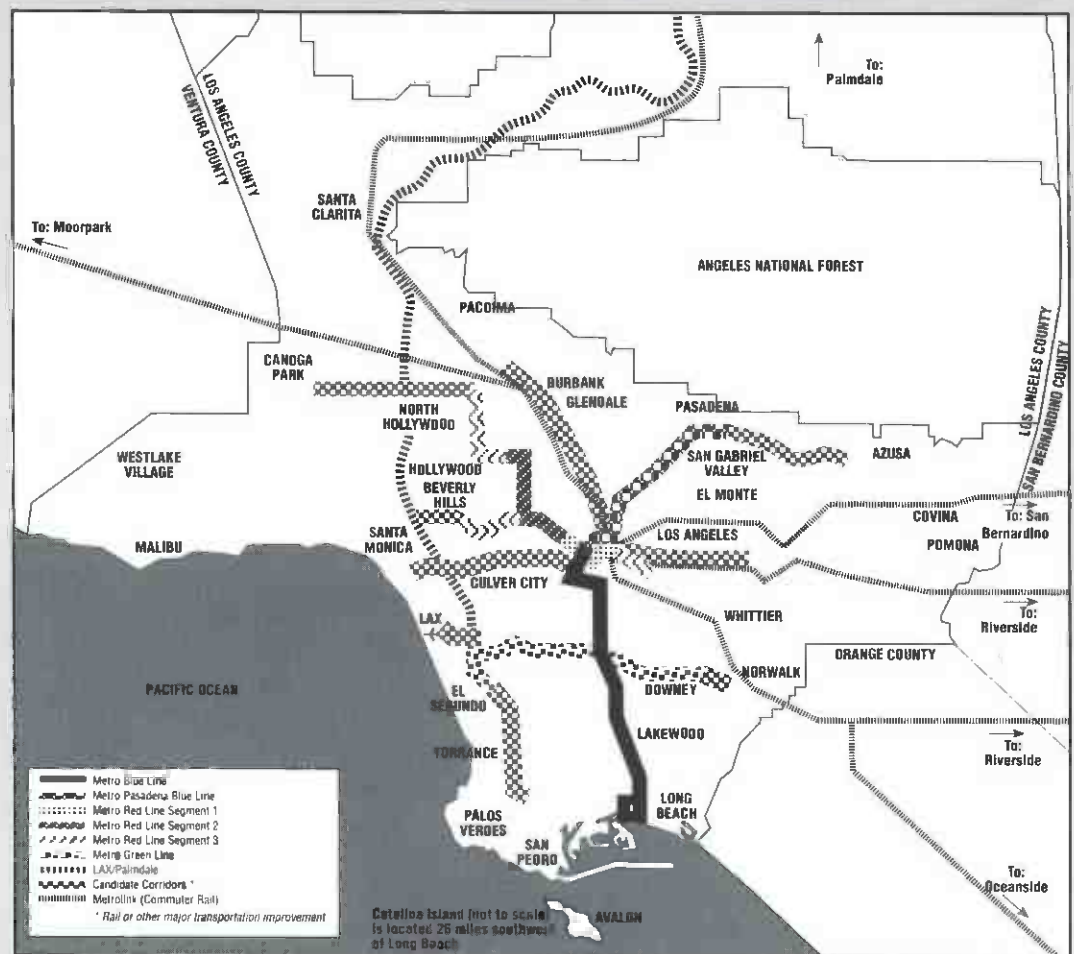 To:
Palmdale
LOS ANGELES COUNTY
VENTURA COUNTY
SANTA
CLARITA
To: Moorpark
ANGELES NATIONAL FOREST
PACOIMA
LOS ANGELES COUNTY
SAN BERNARDINO COUNTY
CANOGA
PARK
BURBANK
GLENDALE
NORTH
HOLLYWOOD
PASADENA
WESTLAKE
VILLAGE
HOLLYWOOD
BEVERLY
HILLS
SAN GABRIEL
VALLEY
AZUSA
EL MONTE
COVINA
To: San
Bernardino
SANTA
MONICA
LOS ANGELES
POMONA
MALIBU
CULVER CITY
WHITTIER
To:
Riverside
LAX
ORANGE COUNTY
NORWALK
PACIFIC OCEAN
EL
SEGUNDO
DOWNEY
LAKEWOOD
To:
Riverside
TORRANCE
Metro Blue Line
Metro Pasadena Blue Line
Metro Red Line Segment 1
Metro Red Line Segment 2
Metro Red Line Segment 3
Metro Green Line
LAX/Palmdale
Candidate Corridors *
Metrolink (Commuter Rail)
* Rail or other major transportation improvement
PALOS
VERDES
LONG
BEACH
SAN
PEDRO
To:
Oceanside
Catalina Island (not to scale)
is located 26 miles southwest
of Long Beach
AVALON